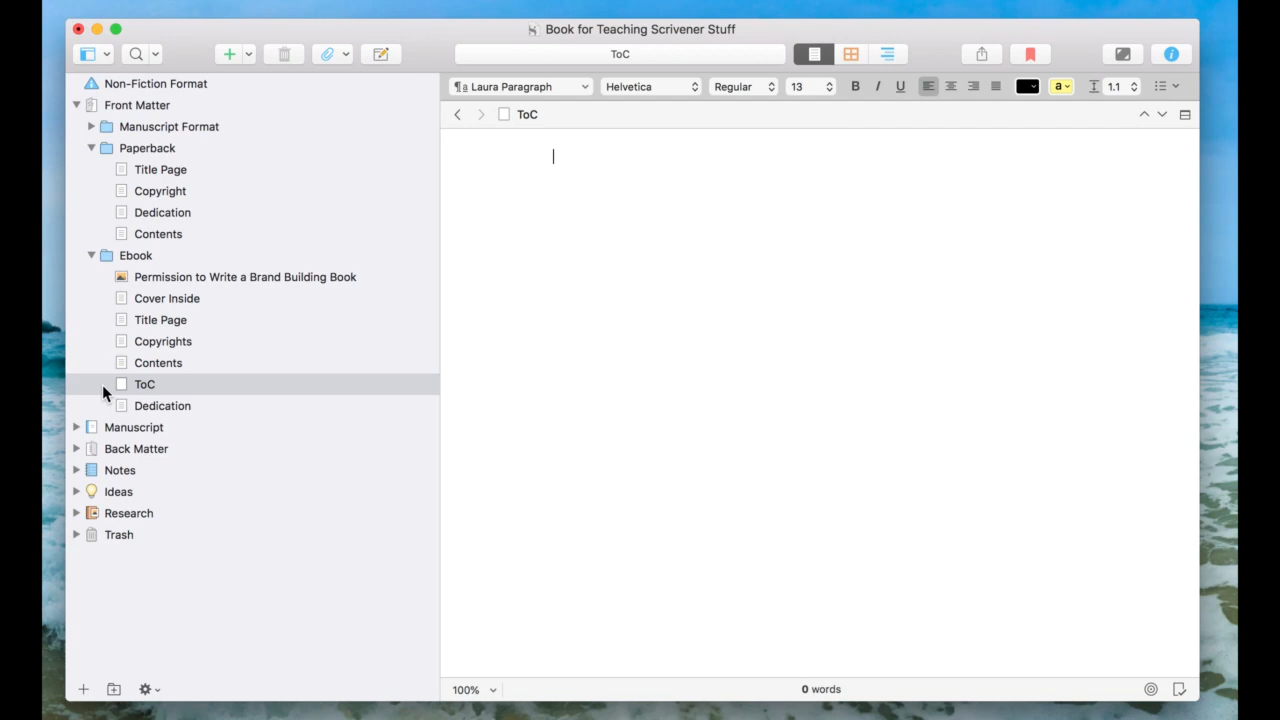 Book for Teaching Scrivener Stuff
ToC
Non-Fiction Format
Front Matter
Manuscript Format
Paperback
Title Page
Copyright
Dedication
Contents
Ebook
Permission to Write a Brand Building Book
Cover Inside
Title Page
Copyrights
Contents
ToC
Dedication
Manuscript
Back Matter
Notes
Ideas
Research
Trash
¶a Laura Paragraph Helvetica Regular 13 B I U a 1.1
ToC
100% 0 words